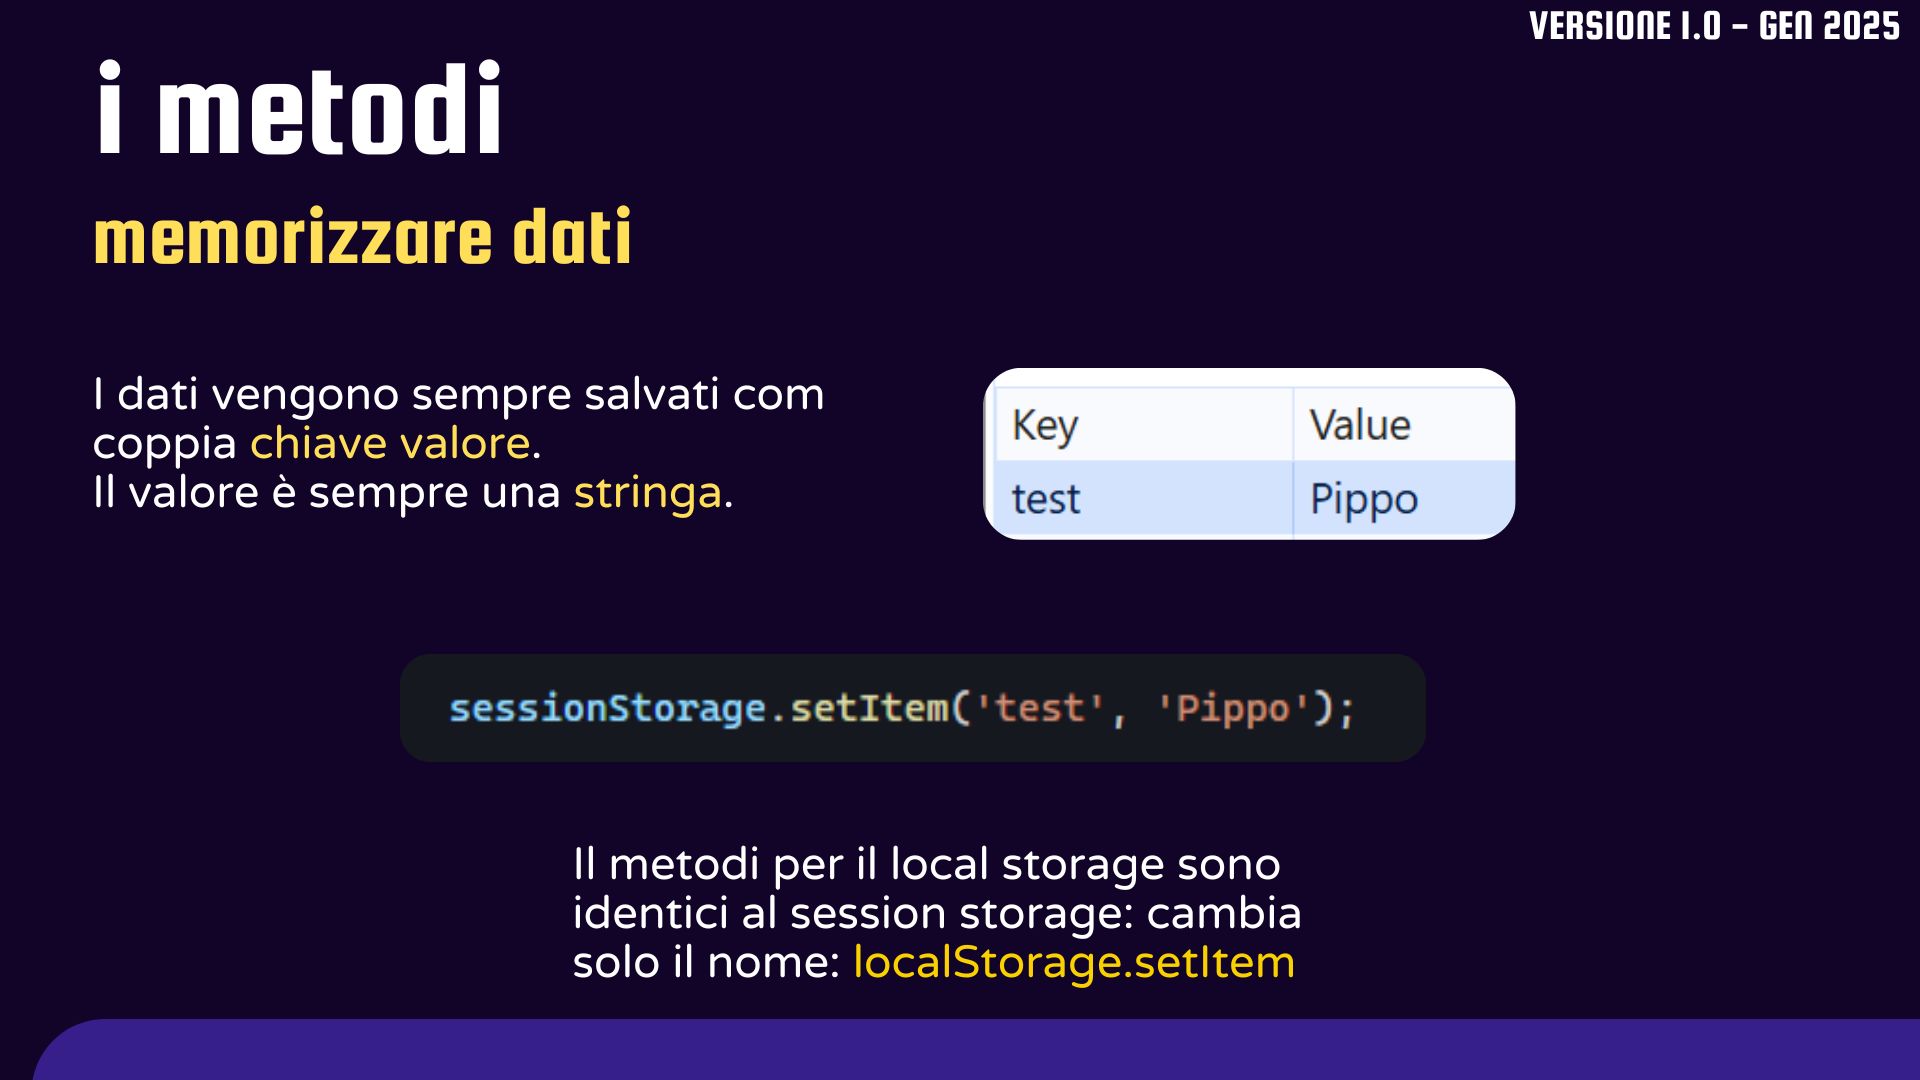 VERSIONE 1.0 - GEN 2025
i metodi
memorizzare dati
I dati vengono sempre salvati com
coppia chiave valore.
Il valore è sempre una stringa.
Key Value
test Pippo
sessionStorage.setItem('test', 'Pippo');
Il metodi per il local storage sono
identici al session storage: cambia
solo il nome: localStorage.setItem